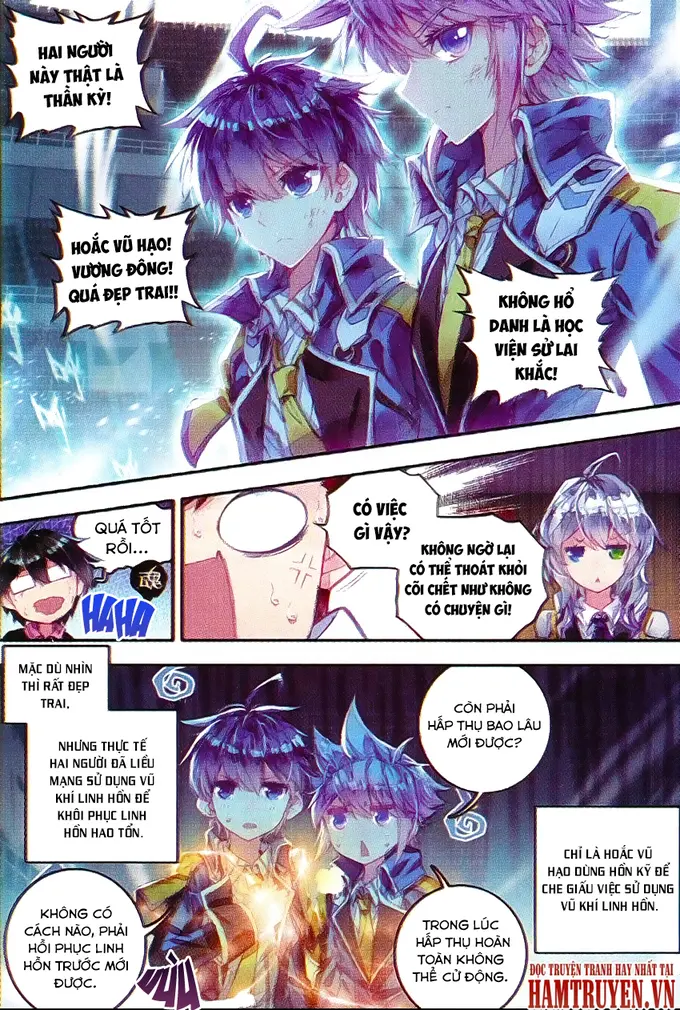 HAI NGƯỜI
NÀY THẬT LÀ
THẦN KỲ!
HOẮC VŨ HẠO!
VƯƠNG ĐÔNG!
QUÁ ĐẸP TRAI!!
KHÔNG HỔ
DANH LÀ HỌC
VIỆN SỬ LAI
KHẮC!
QUÁ TỐT
RỒI...
HAHA
CÓ VIỆC
GÌ VẬY?
KHÔNG NGỜ LẠI
CÓ THỂ THOÁT KHỎI
CÕI CHẾT NHƯ KHÔNG
CÓ CHUYỆN GÌ!
MẶC DÙ NHÌN
THÌ RẤT ĐẸP
TRAI.
NHƯNG THỰC TẾ
HAI NGƯỜI ĐÃ LIỀU
MẠNG SỬ DỤNG VŨ
KHÍ LINH HỒN ĐỂ
KHÔI PHỤC LINH
HỒN HAO TỔN.
CÒN PHẢI
HẤP THỤ BAO LÂU
MỚI ĐƯỢC?
CHỈ LÀ HOẮC VŨ
HẠO DÙNG HỒN KỸ ĐỂ
CHE GIẤU VIỆC SỬ DỤNG
VŨ KHÍ LINH HỒN.
KHÔNG CÓ
CÁCH NÀO, PHẢI
HỒI PHỤC LINH
HỒN TRƯỚC MỚI
ĐƯỢC.
VÙÙ
TRONG LÚC
HẤP THỤ HOÀN
TOÀN KHÔNG
THỂ CỬ ĐỘNG.
ĐỌC TRUYỆN TRANH HAY NHẤT TẠI
HAMTRUYEN.VN